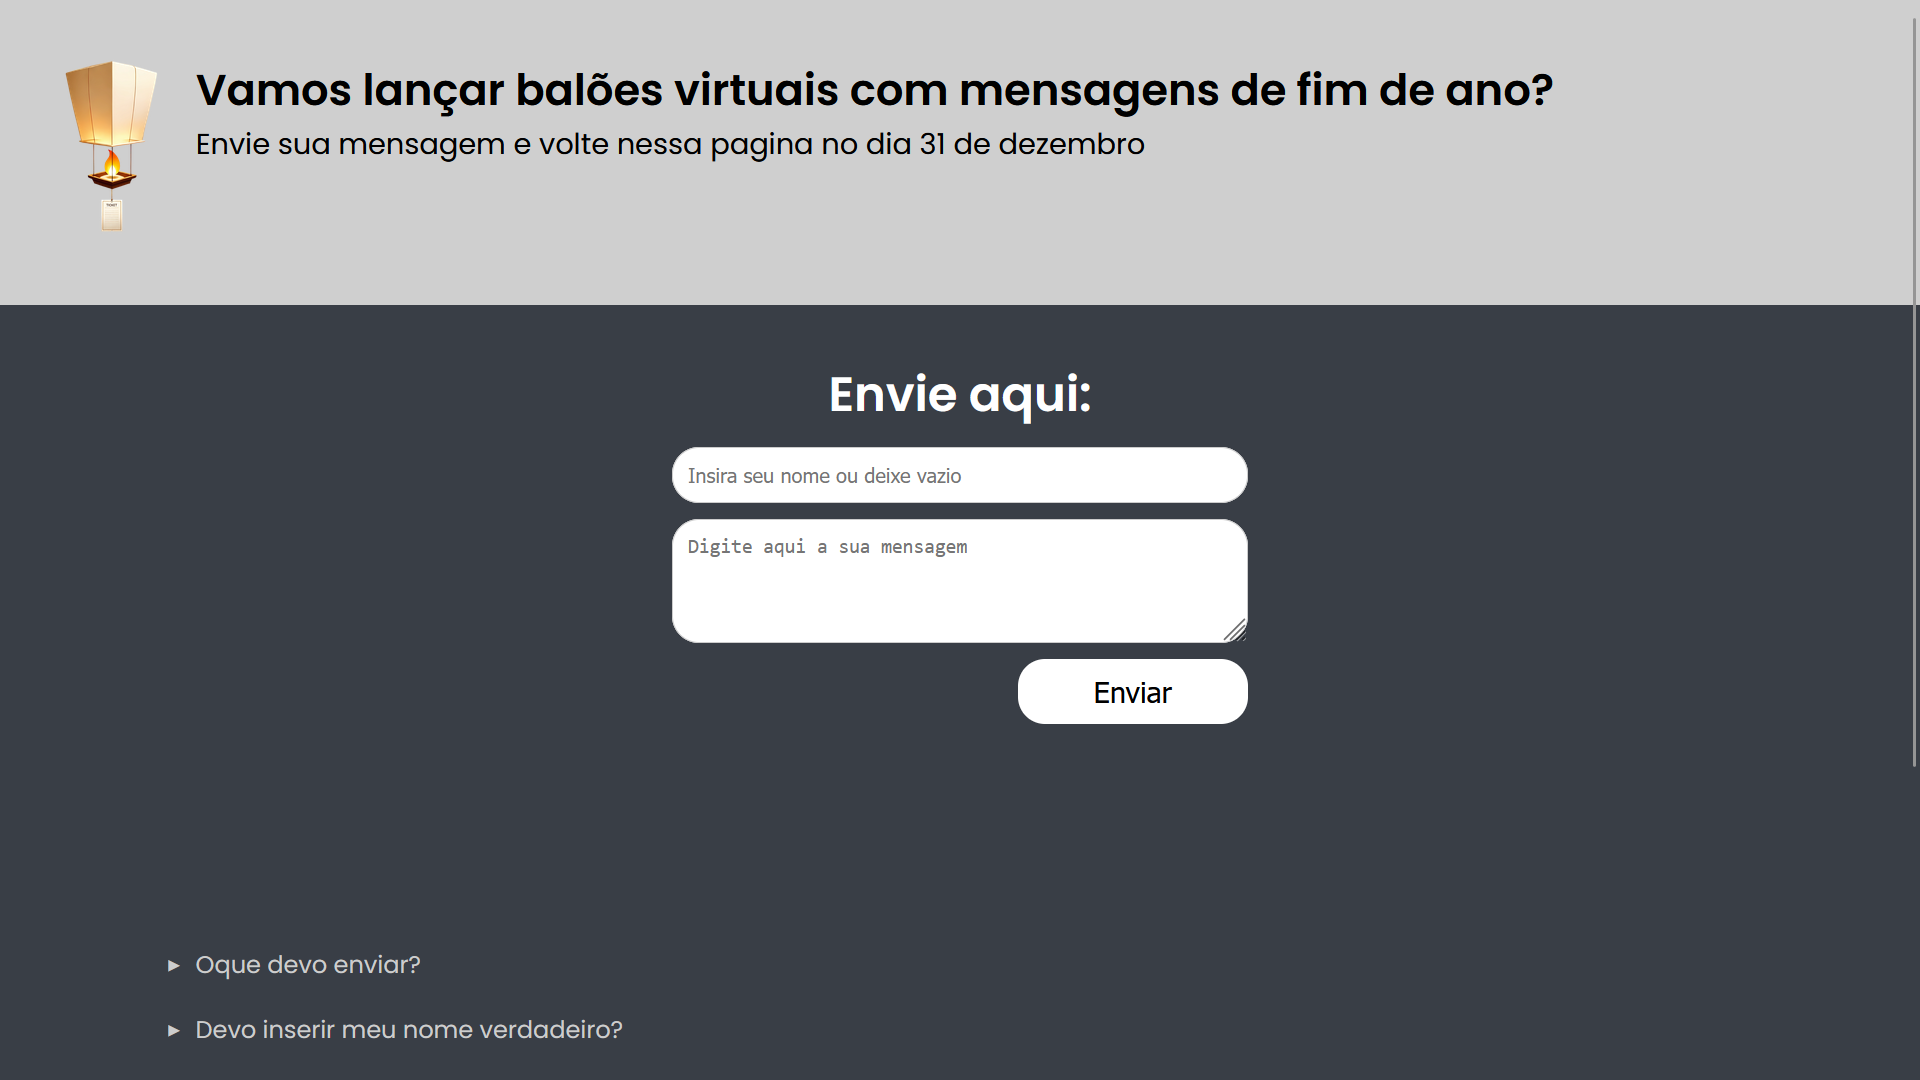 Vamos lançar balões virtuais com mensagens de fim de ano?
Envie sua mensagem e volte nessa pagina no dia 31 de dezembro
Envie aqui:
Insira seu nome ou deixe vazio
Digite aqui a sua mensagem
Enviar
Oque devo enviar?
Devo inserir meu nome verdadeiro?